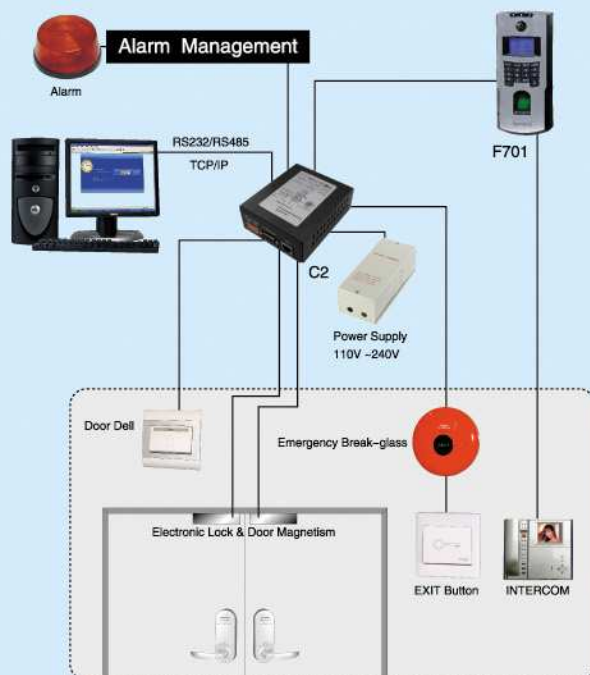 Alarm Management
Alarm
F701
RS232/RS485
TCP/IP
C2
Power Supply
110V ~240V
Door Dell
Emergency Break-glass
Electronic Lock & Door Magnetism
EXIT Button
INTERCOM